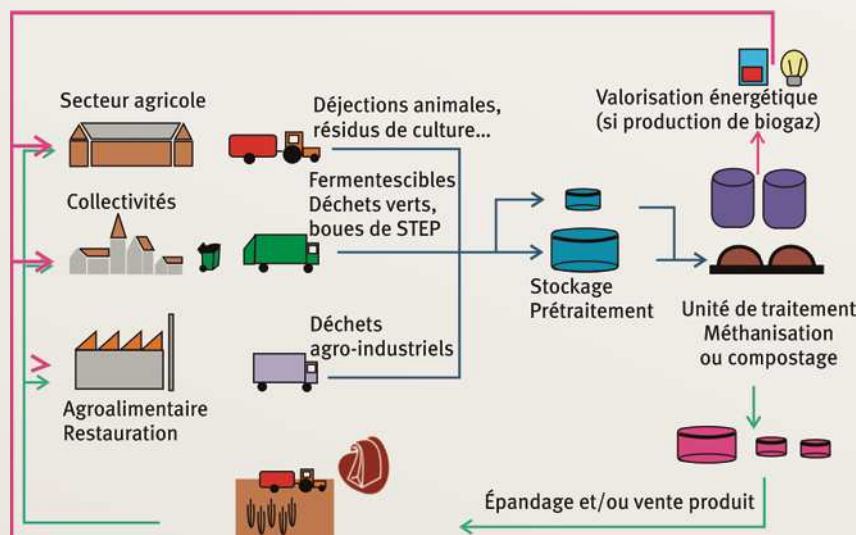 Secteur agricole
Déjections animales,
résidus de culture...
Valorisation énergétique
(si production de biogaz)
Collectivités
Fermentescibles
Déchets verts,
boues de STEP
Stockage
Prétraitement
Unité de traitement
Méthanisation
ou compostage
Déchets
agro-industriels
Agroalimentaire
Restauration
Épandage et/ou vente produit